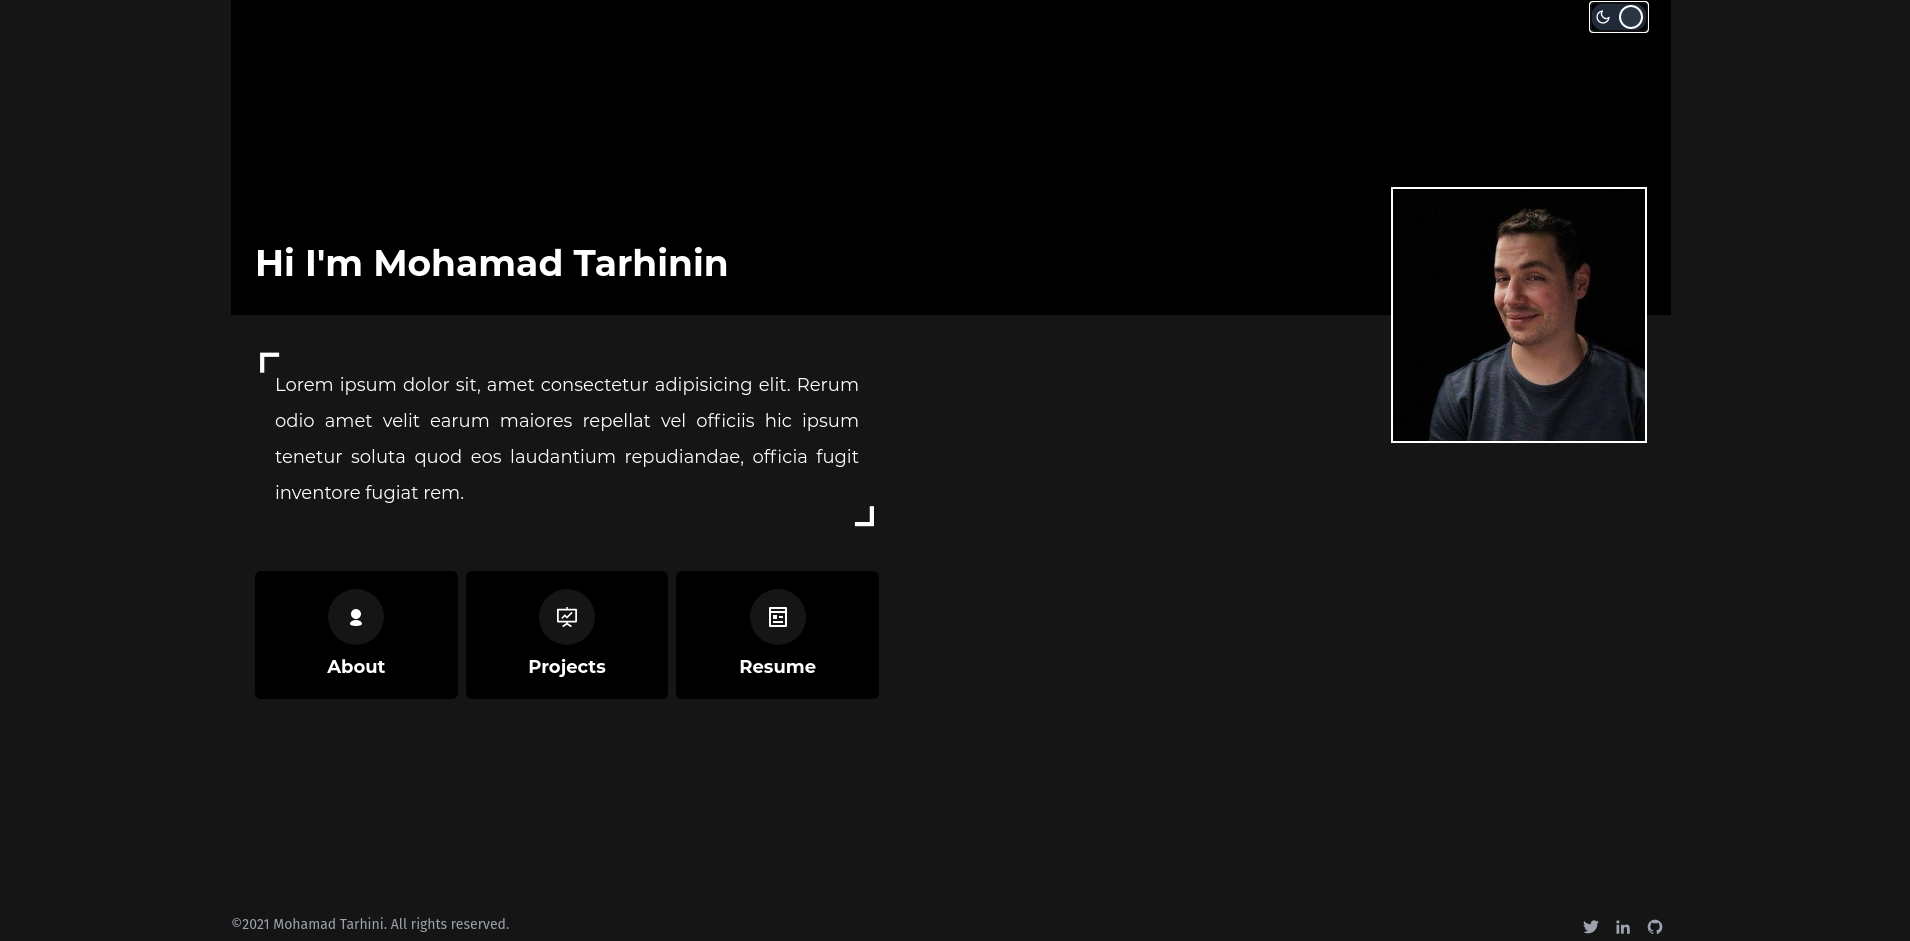 Hi I'm Mohamad Tarhinin
Lorem ipsum dolor sit, amet consectetur adipisicing elit. Rerum
odio amet velit earum maiores repellat vel officiis hic ipsum
tenetur soluta quod eos laudantium repudiandae, officia fugit
inventore fugiat rem.
About
Projects
Resume
©2021 Mohamad Tarhini. All rights reserved.